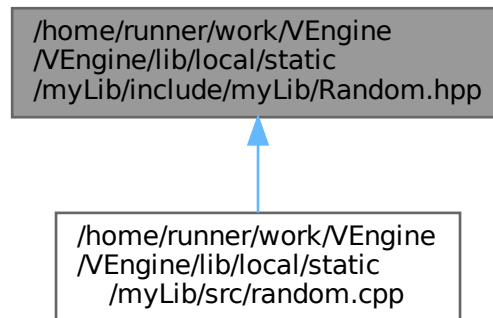 /home/runner/work/VEngine
/VEngine/lib/local/static
/myLib/include/myLib/Random.hpp
/home/runner/work/VEngine
/VEngine/lib/local/static
/myLib/src/random.cpp